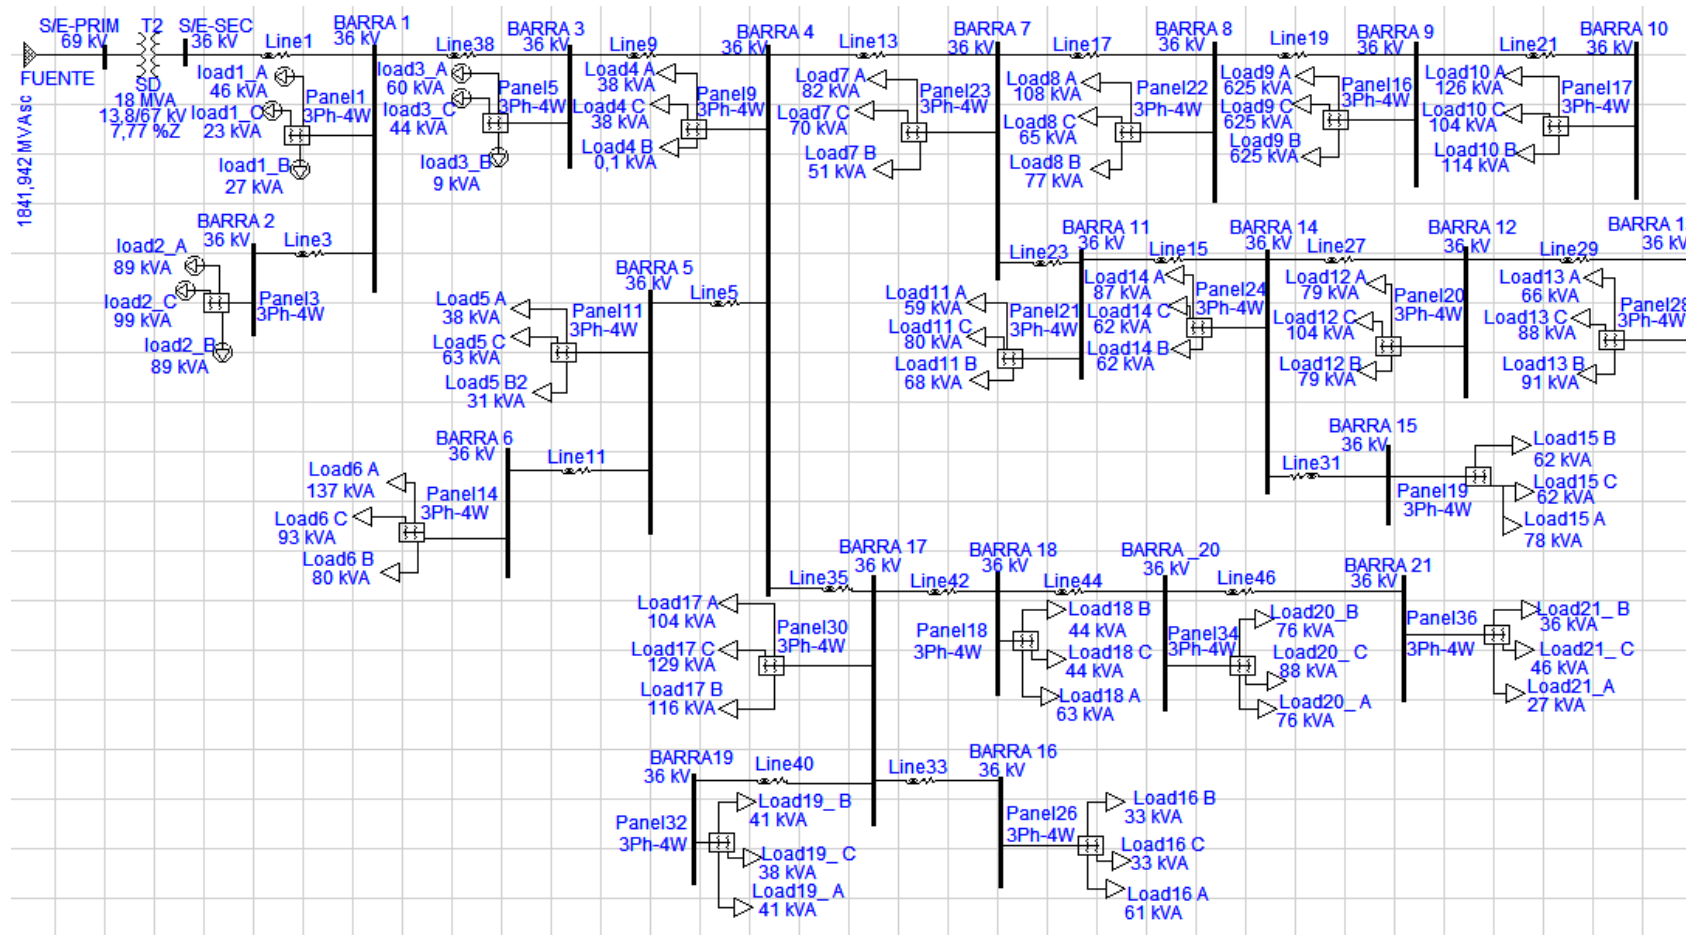 S/E-PRIM
69 kV
T2
S/E-SEC
36 kV
FUENTE
1841,942 MVAsc
SD
18 MVA
13,8/67 kV
7,77 %Z
Line1
BARRA 1
36 kV
load1_A
46 kVA
load1_C
23 kVA
Panel1
3Ph-4W
load1_B
27 kVA
Line38
BARRA 3
36 kV
load3_A
60 kVA
load3_C
44 kVA
Panel5
3Ph-4W
load3_B
9 kVA
Line9
BARRA 4
36 kV
Load4 A
38 kVA
Load4 C
38 kVA
Panel9
3Ph-4W
Load4 B
0,1 kVA
Line13
BARRA 7
36 kV
Load7 A
82 kVA
Load7 C
70 kVA
Panel23
3Ph-4W
Load7 B
51 kVA
Line17
BARRA 8
36 kV
Load8 A
108 kVA
Load8 C
65 kVA
Panel22
3Ph-4W
Load8 B
77 kVA
Line19
BARRA 9
36 kV
Load9 A
625 kVA
Load9 C
625 kVA
Panel16
3Ph-4W
Load9 B
625 kVA
Line21
BARRA 10
36 kV
Load10 A
126 kVA
Load10 C
104 kVA
Panel17
3Ph-4W
Load10 B
114 kVA
BARRA 2
36 kV
Line3
load2_A
89 kVA
load2_C
99 kVA
Panel3
3Ph-4W
load2_B
89 kVA
BARRA 5
36 kV
Line5
Load5 A
38 kVA
Load5 C
63 kVA
Panel11
3Ph-4W
Load5 B2
31 kVA
Line23
BARRA 11
36 kV
Load11 A
59 kVA
Load11 C
80 kVA
Panel21
3Ph-4W
Load11 B
68 kVA
Line15
BARRA 14
36 kV
Load14 A
87 kVA
Load14 C
62 kVA
Panel24
3Ph-4W
Load14 B
62 kVA
Line27
BARRA 12
36 kV
Load12 A
79 kVA
Load12 C
104 kVA
Panel20
3Ph-4W
Load12 B
79 kVA
Line29
36 kV
Load13 A
66 kVA
Load13 C
88 kVA
Panel28
3Ph-4W
Load13 B
91 kVA
BARRA 6
36 kV
Line11
Load6 A
137 kVA
Load6 C
93 kVA
Panel14
3Ph-4W
Load6 B
80 kVA
BARRA 15
36 kV
Line31
Panel19
3Ph-4W
Load15 B
62 kVA
Load15 C
62 kVA
Load15 A
78 kVA
Line35
BARRA 17
36 kV
Load17 A
104 kVA
Load17 C
129 kVA
Panel30
3Ph-4W
Load17 B
116 kVA
Line42
BARRA 18
36 kV
Panel18
3Ph-4W
Load18 B
44 kVA
Load18 C
44 kVA
Load18 A
63 kVA
Line44
BARRA _20
36 kV
Panel34
3Ph-4W
Load20_B
76 kVA
Load20_ C
88 kVA
Load20_ A
76 kVA
Line46
BARRA 21
36 kV
Panel36
3Ph-4W
Load21_ B
36 kVA
Load21_ C
46 kVA
Load21_A
27 kVA
BARRA19
36 kV
Line40
Panel32
3Ph-4W
Load19_ B
41 kVA
Load19_ C
38 kVA
Load19_ A
41 kVA
Line33
BARRA 16
36 kV
Panel26
3Ph-4W
Load16 B
33 kVA
Load16 C
33 kVA
Load16 A
61 kVA